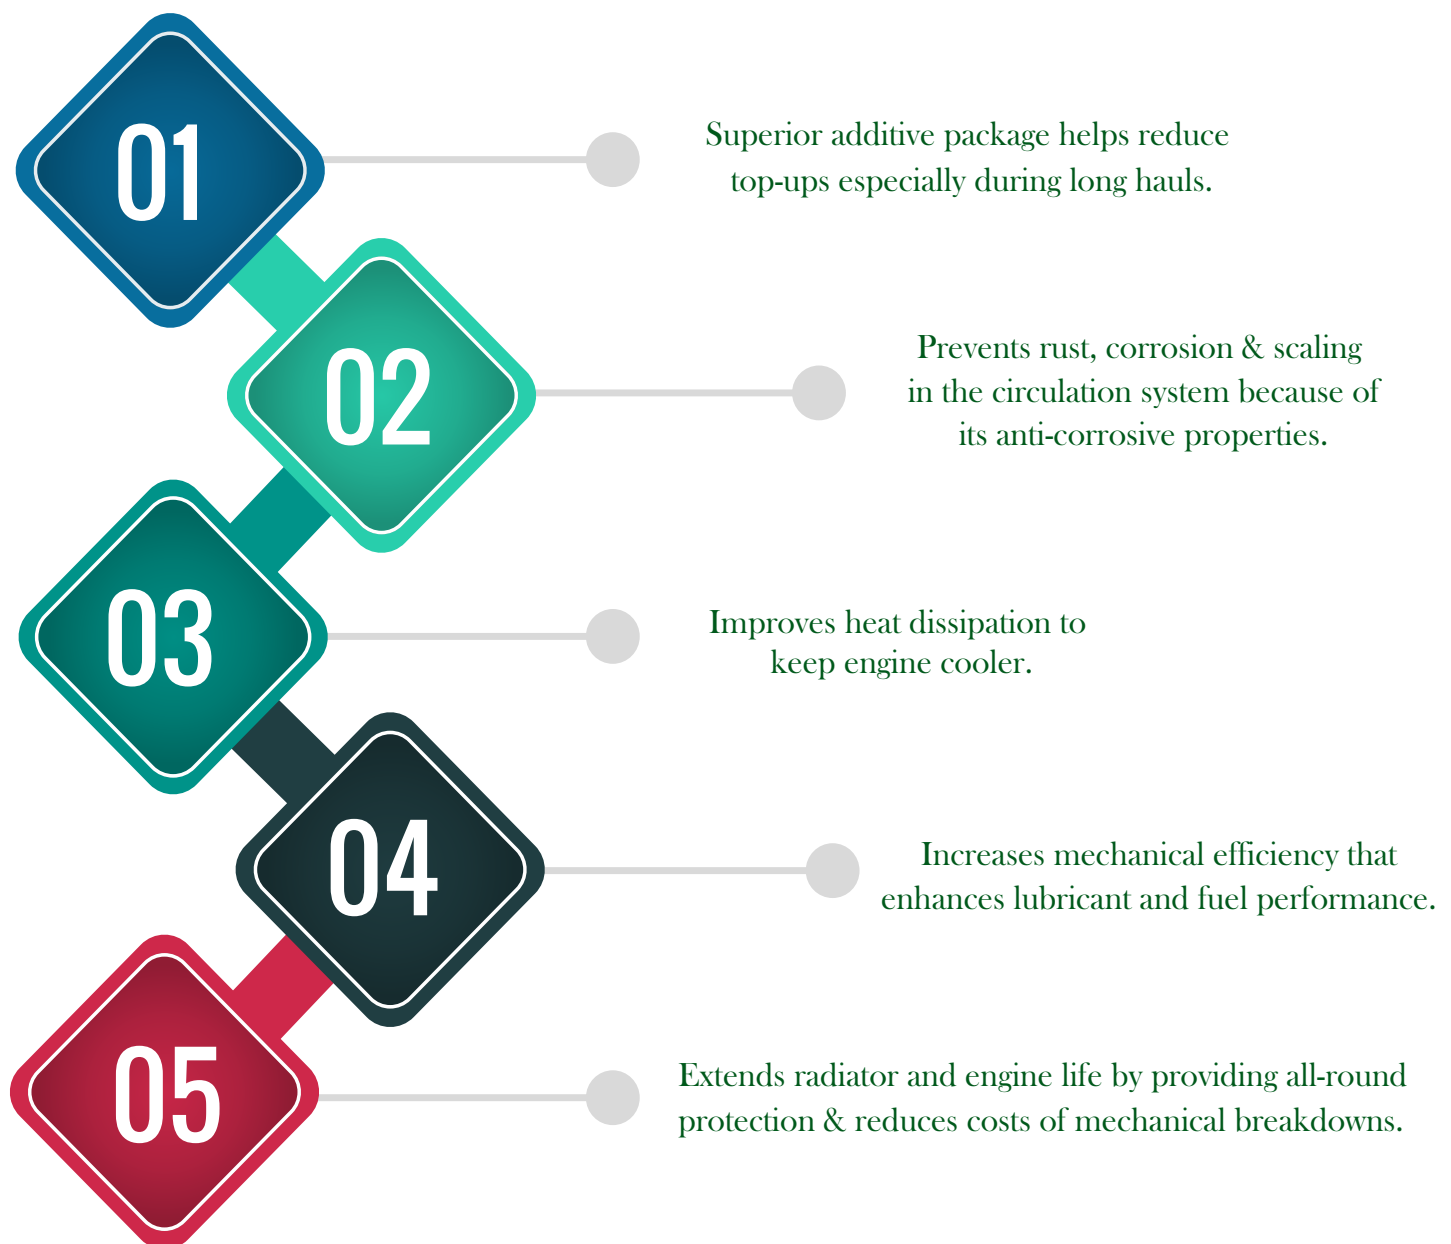 01
Superior additive package helps reduce
top-ups especially during long hauls.
02
Prevents rust, corrosion & scaling
in the circulation system because of
its anti-corrosive properties.
03
Improves heat dissipation to
keep engine cooler.
04
Increases mechanical efficiency that
enhances lubricant and fuel performance.
05
Extends radiator and engine life by providing all-round
protection & reduces costs of mechanical breakdowns.